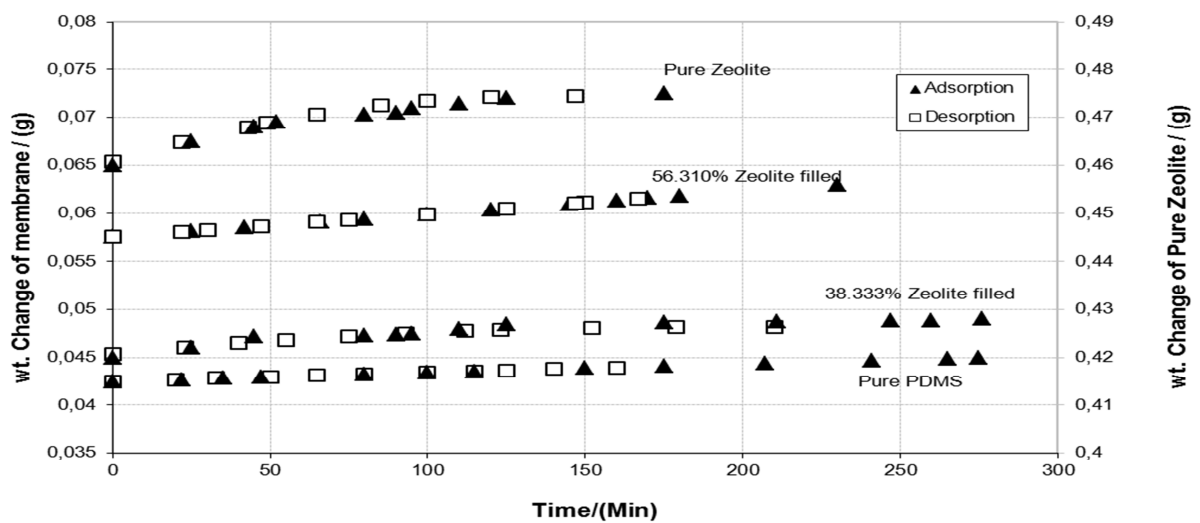 0,08
0,075
0,07
0,065
0,06
0,055
0,05
0,045
0,04
0,035
wt. Change of membrane / (g)
0,49
0,48
0,47
0,46
0,45
0,44
0,43
0,42
0,41
0,4
wt. Change of Pure Zeolite / (g)
Pure Zeolite
Adsorption
Desorption
56.310% Zeolite filled
38.333% Zeolite filled
Pure PDMS
0 50 100 150 200 250 300
Time/(Min)